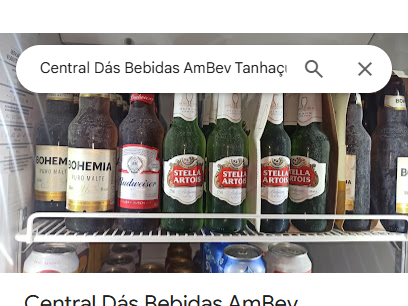 Central Dás Bebidas AmBev Tanhaçu
BOHEMIA
PURO MALTE
BOHEMIA
PURO MALTE
Budweiser
STELLA
ARTOIS
STELLA
ARTOIS
STELLA
ARTOIS
STELLA
ARTOIS
Central Dás Bebidas AmBev